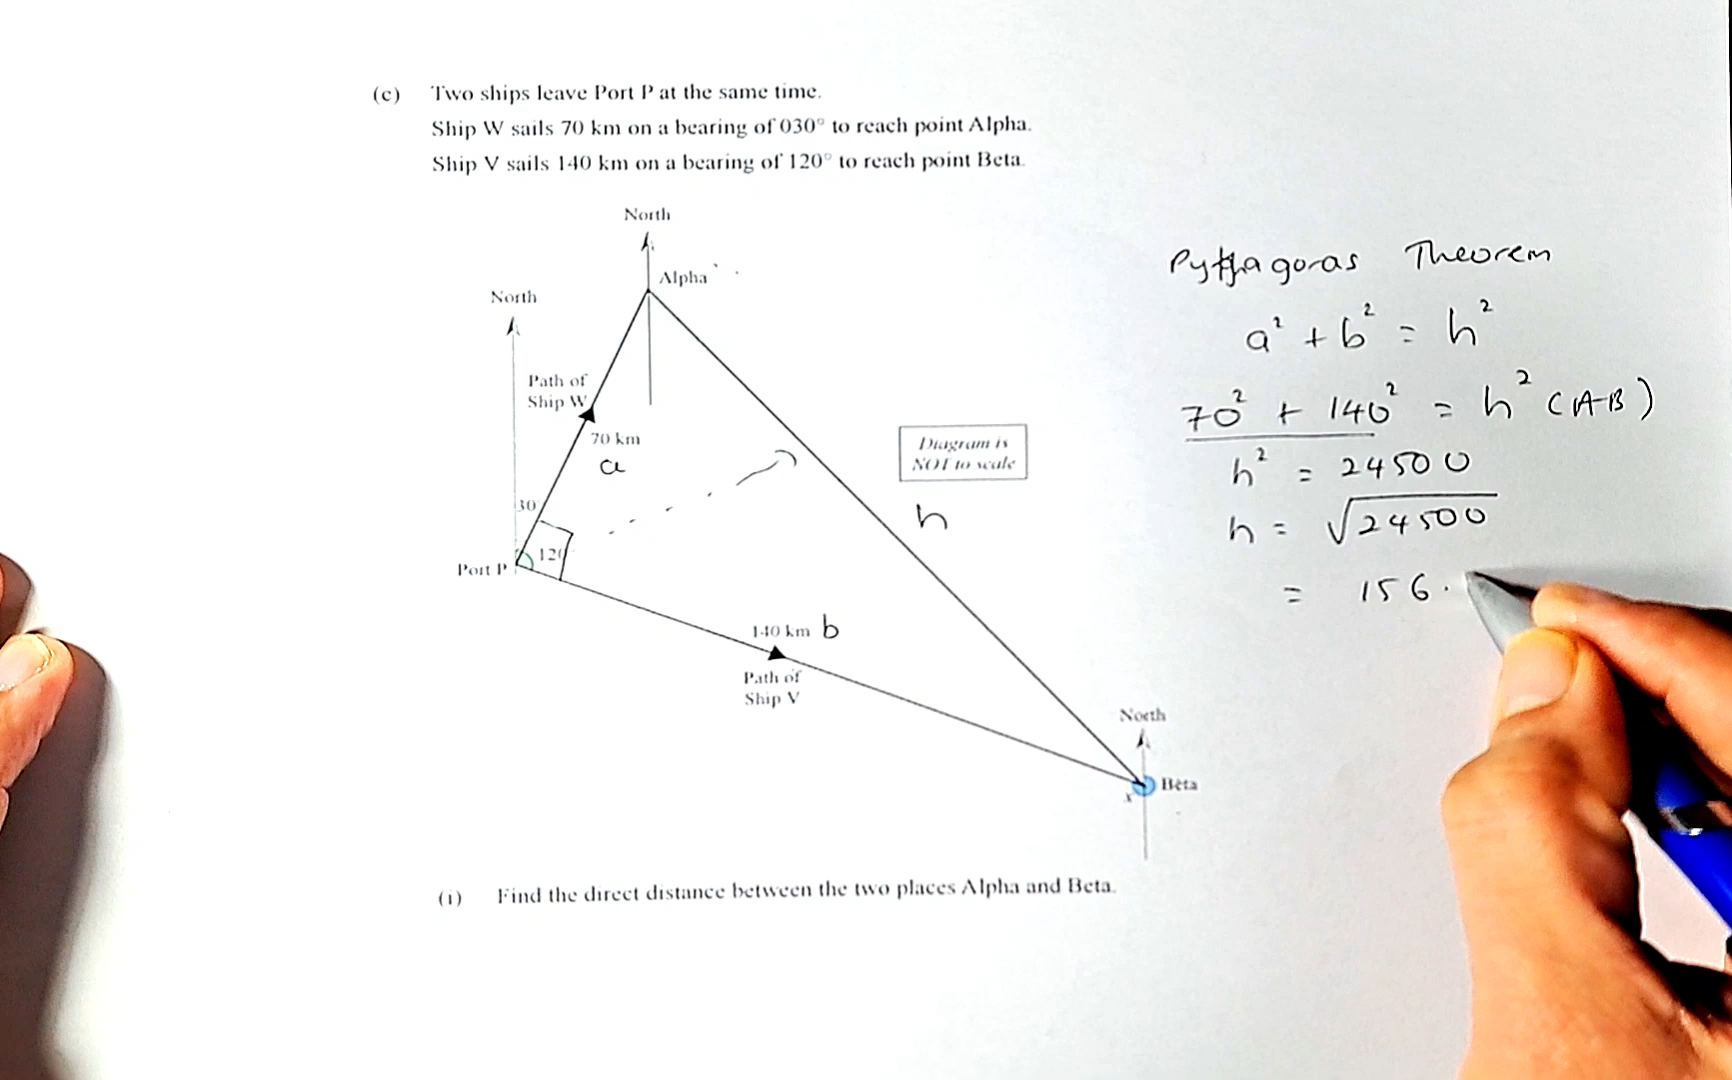 (c) Two ships leave Port P at the same time.
Ship W sails 70 km on a bearing of 030° to reach point Alpha.
Ship V sails 140 km on a bearing of 120° to reach point Beta.
North
Alpha
North
Path of
Ship W
70 km
a
30
120
Port P
Diagram is
NOT to scale
h
140 km b
Path of
Ship V
North
Beta
x
(i) Find the direct distance between the two places Alpha and Beta.
Pythagoras Theorem
a² + b² = h²
70² + 140² = h² (AB)
h² = 24500
h = √24500
= 156.